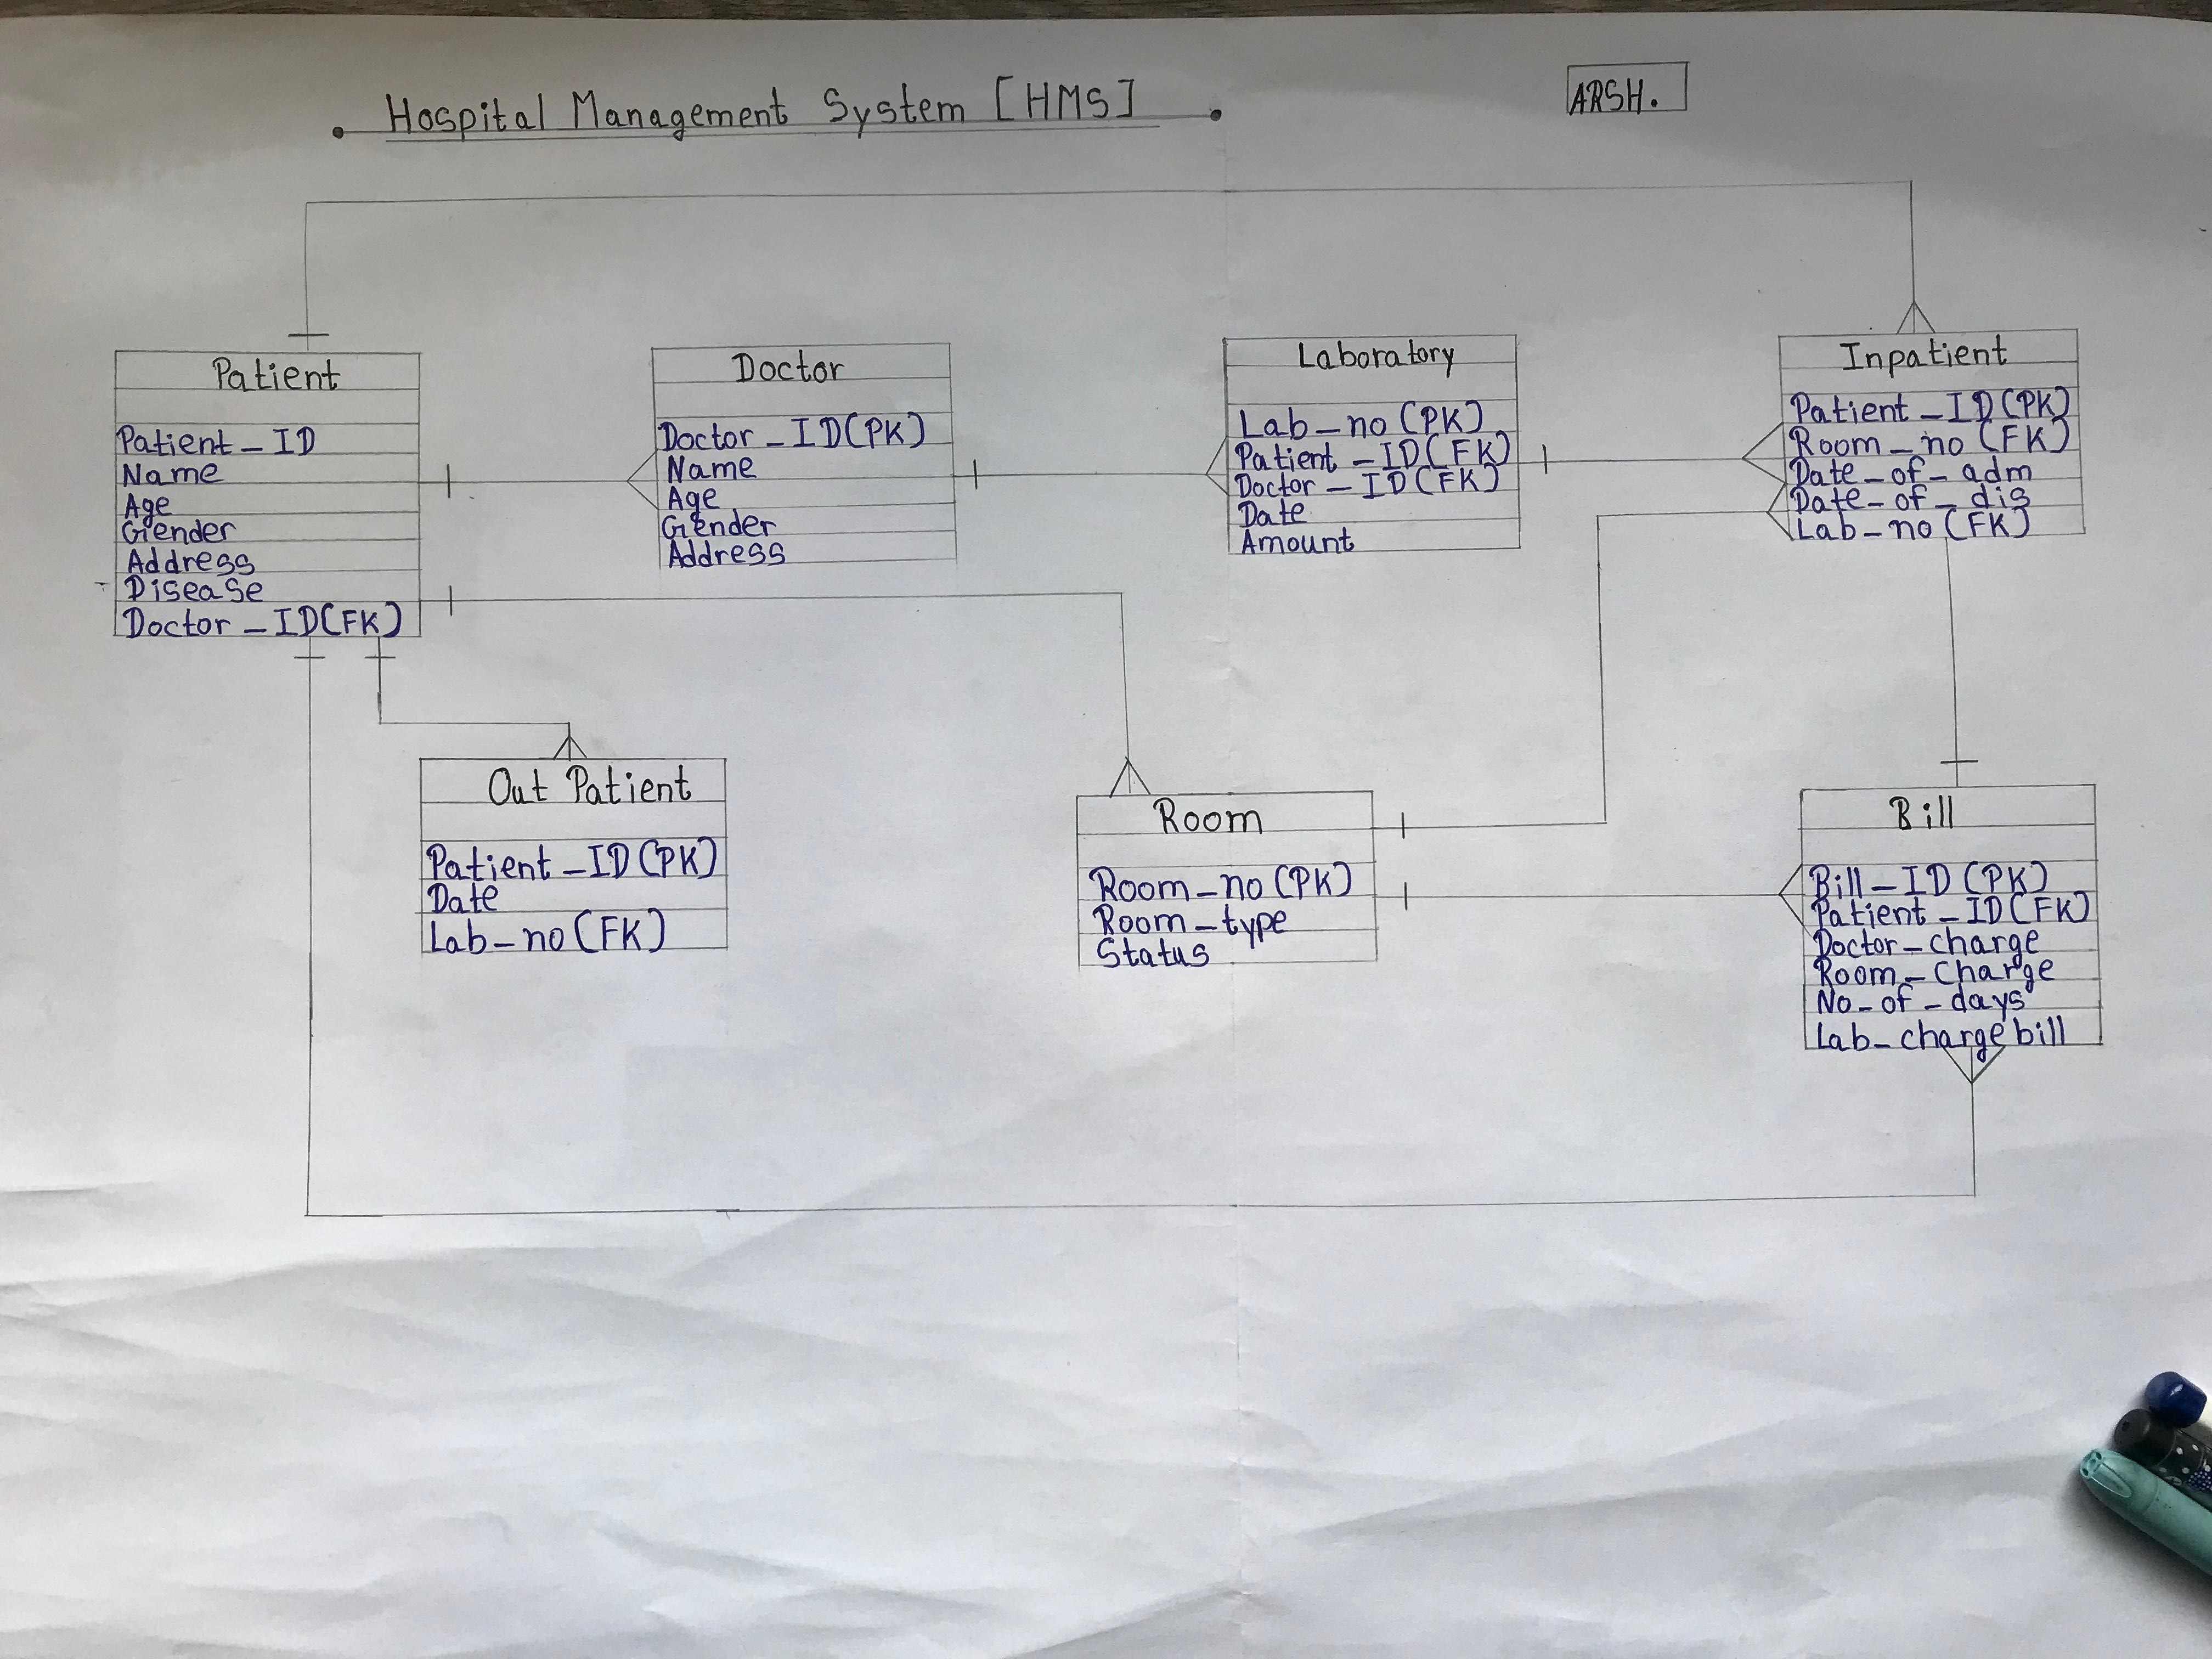 Hospital Management System [HMS]
ARSH.
Patient
Patient_ID
Name
Age
Gender
Address
Disease
Doctor_ID(FK)
Doctor
Doctor_ID(PK)
Name
Age
Gender
Address
Laboratory
Lab_no (PK)
Patient_ID(FK)
Doctor_ID(FK)
Date
Amount
Inpatient
Patient_ID(PK)
Room_no (FK)
Date_of_adm
Date_of_dis
Lab_no (FK)
Out Patient
Patient_ID(PK)
Date
Lab_no (FK)
Room
Room_no (PK)
Room_type
Status
Bill
Bill_ID (PK)
Patient_ID(FK)
Doctor_charge
Room_Charge
No_of_days
Lab_charge bill